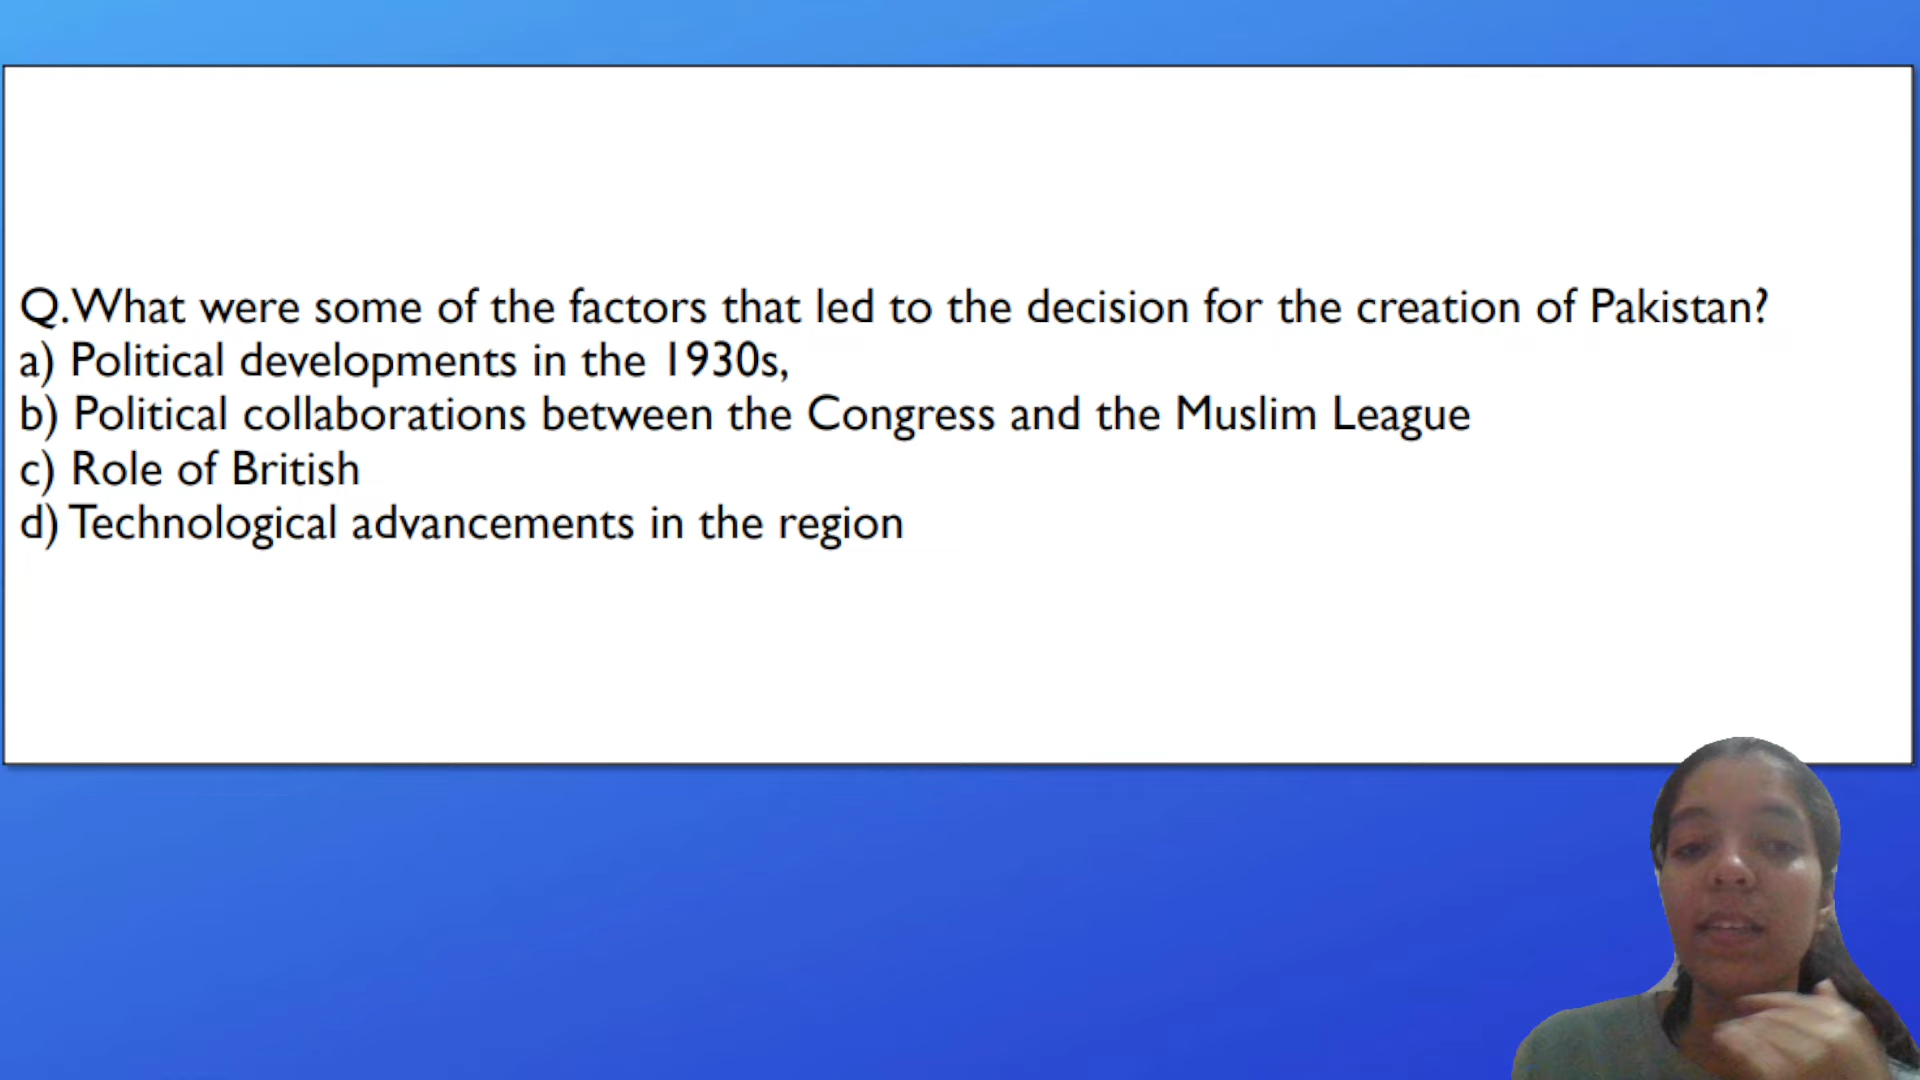 Q.What were some of the factors that led to the decision for the creation of Pakistan?
a) Political developments in the 1930s,
b) Political collaborations between the Congress and the Muslim League
c) Role of British
d) Technological advancements in the region